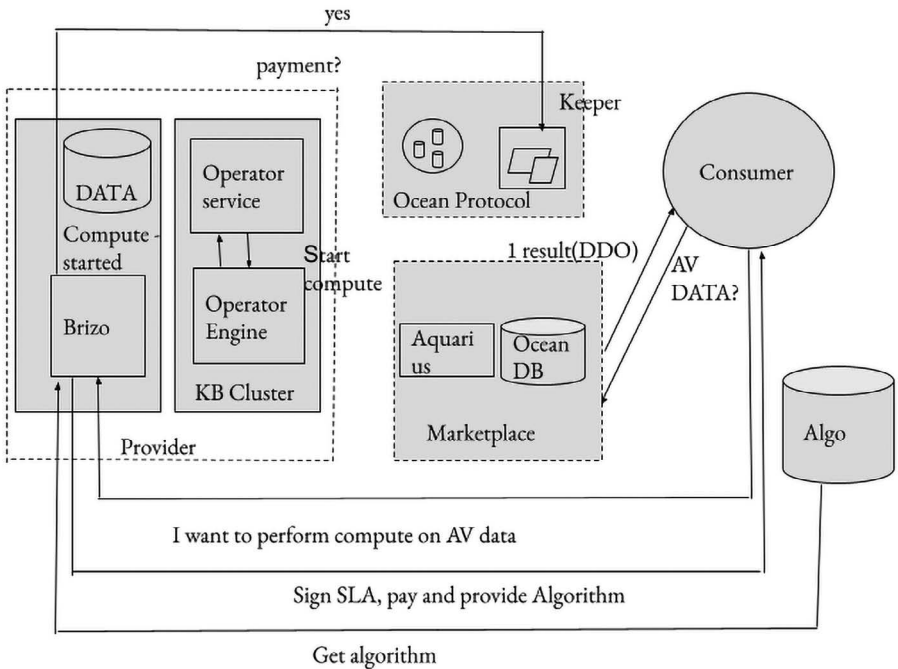 yes
payment?
Keeper
DATA
Operator
service
Consumer
Ocean Protocol
Compute
started
Start
compute
1 result(DDO)
AV
DATA?
Brizo
Operator
Engine
Aquari
us
Ocean
DB
KB Cluster
Marketplace
Algo
Provider
I want to perform compute on AV data
Sign SLA, pay and provide Algorithm
Get algorithm